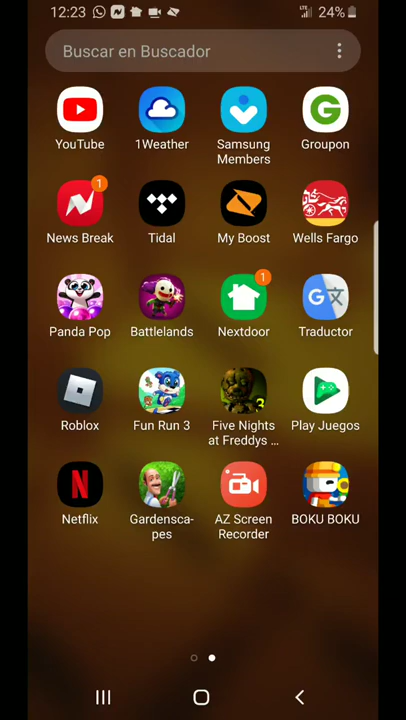 12:23 24%
Buscar en Buscador
YouTube 1Weather Samsung Members Groupon
News Break Tidal My Boost Wells Fargo
Panda Pop Battlelands Nextdoor Traductor
Roblox Fun Run 3 Five Nights at Freddys ... Play Juegos
Netflix Gardensca-pes AZ Screen Recorder BOKU BOKU